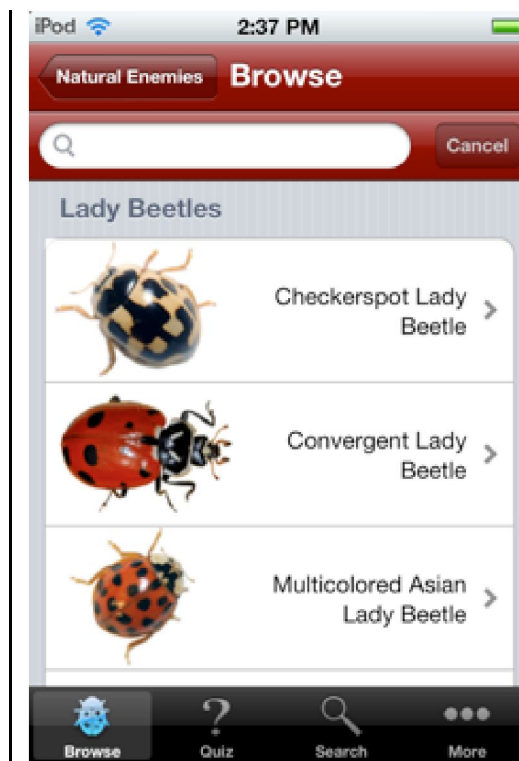 iPod 2:37 PM
Natural Enemies Browse
Cancel
Lady Beetles
Checkerspot Lady
Beetle
Convergent Lady
Beetle
Multicolored Asian
Lady Beetle
Browse Quiz Search More